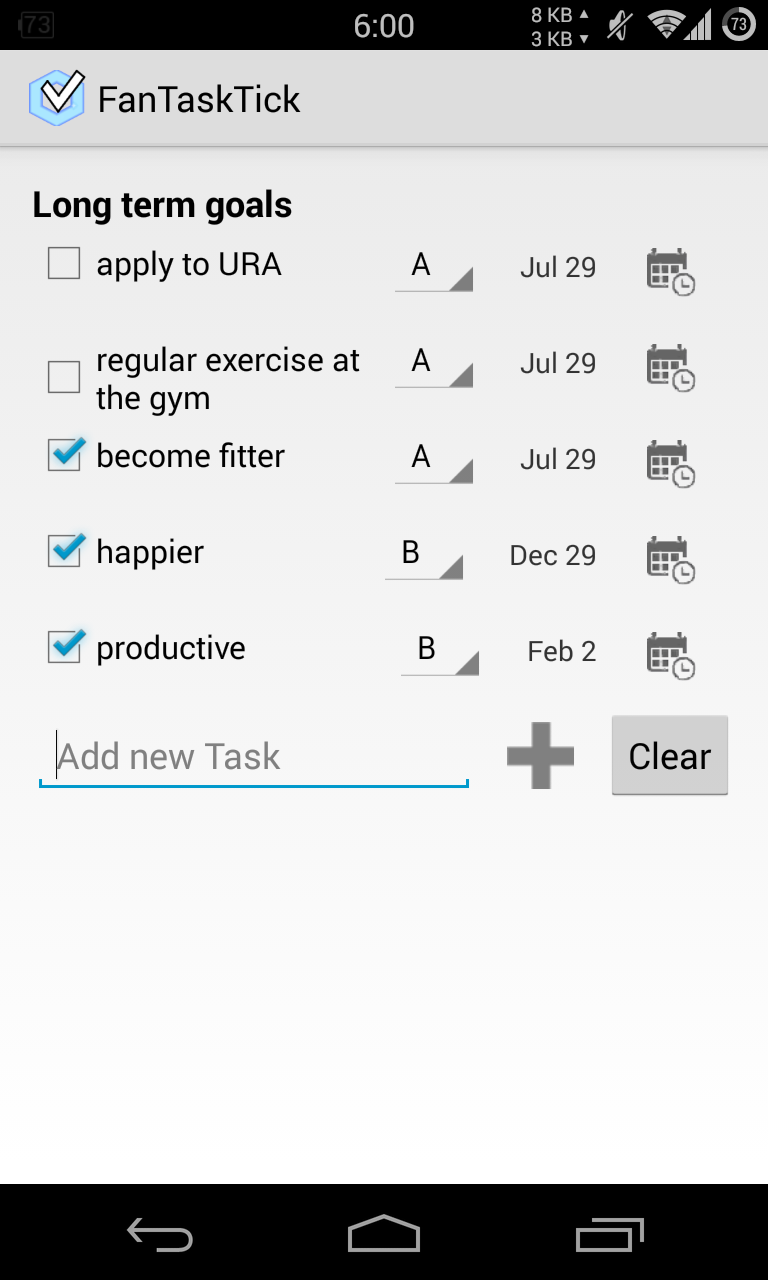 73
6:00
8 KB ▲
3 KB ▼
73
FanTaskTick
Long term goals
apply to URA A Jul 29
regular exercise at A Jul 29
the gym
become fitter A Jul 29
happier B Dec 29
productive B Feb 2
Add new Task Clear